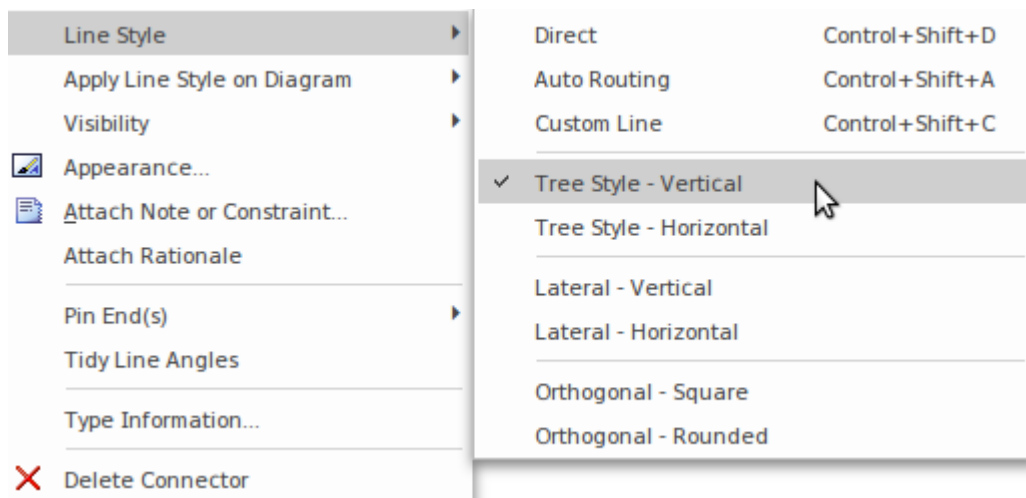 Line Style
Apply Line Style on Diagram
Visibility
Appearance...
Attach Note or Constraint...
Attach Rationale
Pin End(s)
Tidy Line Angles
Type Information...
Delete Connector
Direct Control+Shift+D
Auto Routing Control+Shift+A
Custom Line Control+Shift+C
Tree Style - Vertical
Tree Style - Horizontal
Lateral - Vertical
Lateral - Horizontal
Orthogonal - Square
Orthogonal - Rounded